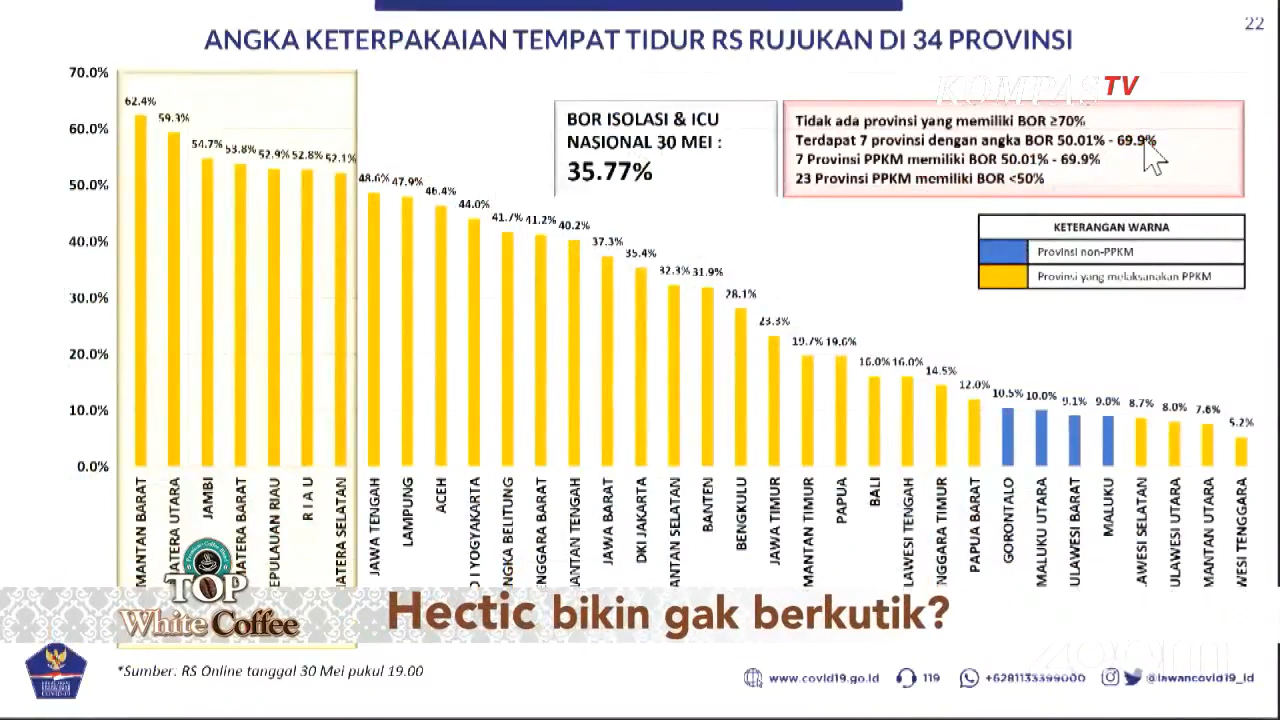 22
ANGKA KETERPAKAIAN TEMPAT TIDUR RS RUJUKAN DI 34 PROVINSI
KOMPAS TV
BOR ISOLASI & ICU
NASIONAL 30 MEI :
35.77%
Tidak ada provinsi yang memiliki BOR ≥70%
Terdapat 7 provinsi dengan angka BOR 50.01% - 69.9%
7 Provinsi PPKM memiliki BOR 50.01% - 69.9%
23 Provinsi PPKM memiliki BOR <50%
KETERANGAN WARNA
Provinsi non-PPKM
Provinsi yang melaksanakan PPKM
70.0%
60.0%
50.0%
40.0%
30.0%
20.0%
10.0%
0.0%
62.4%
59.3%
54.7%
53.8%
52.9%
52.8%
52.1%
48.6%
47.9%
46.4%
44.0%
41.7%
41.2%
40.2%
37.3%
35.4%
32.3%
31.9%
28.1%
23.3%
19.7%
19.6%
16.0%
16.0%
14.5%
12.0%
10.5%
10.0%
9.1%
9.0%
8.7%
8.0%
7.6%
5.2%
MANTAN BARAT
ATERA UTARA
JAMBI
TERA BARAT
EPULAUAN RIAU
R I A U
ATERA SELATAN
JAWA TENGAH
LAMPUNG
ACEH
D I YOGYAKARTA
NGKA BELITUNG
NGGARA BARAT
ANTAN TENGAH
JAWA BARAT
DKI JAKARTA
ANTAN SELATAN
BANTEN
BENGKULU
JAWA TIMUR
MANTAN TIMUR
PAPUA
BALI
LAWESI TENGAH
NGGARA TIMUR
PAPUA BARAT
GORONTALO
MALUKU UTARA
ULAWESI BARAT
MALUKU
AWESI SELATAN
ULAWESI UTARA
MANTAN UTARA
WESI TENGGARA
TOP
White Coffee
Hectic bikin gak berkutik?
*Sumber. RS Online tanggal 30 Mei pukul 19.00
zoom
www.covid19.go.id
119
+6281133399000
@lawancovid19_id